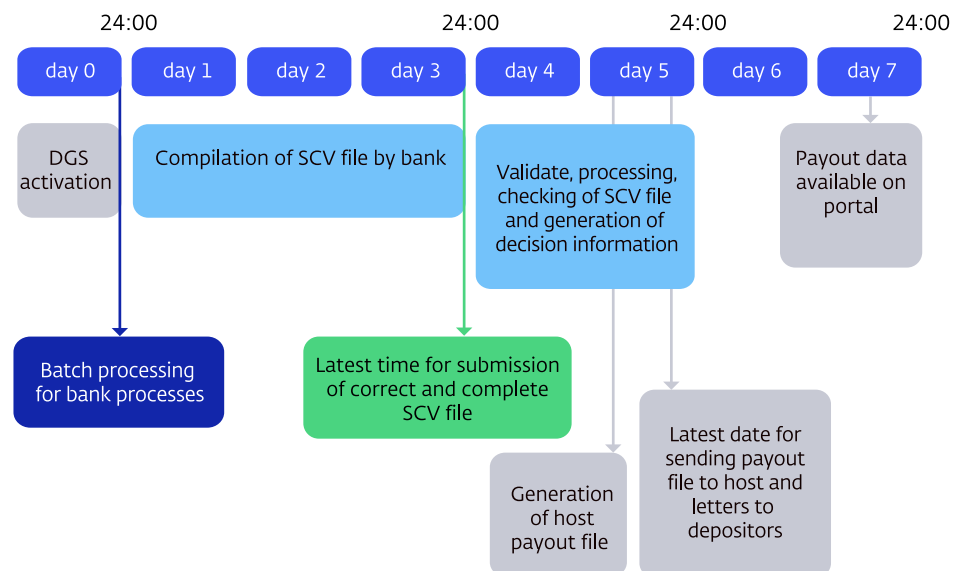 24:00
24:00
24:00
24:00
day 0
day 1
day 2
day 3
day 4
day 5
day 6
day 7
DGS
activation
Compilation of SCV file by bank
Validate, processing,
checking of SCV file
and generation of
decision information
Payout data
available on
portal
Batch processing
for bank processes
Latest time for submission
of correct and complete
SCV file
Generation
of host
payout file
Latest date for
sending payout
file to host and
letters to
depositors